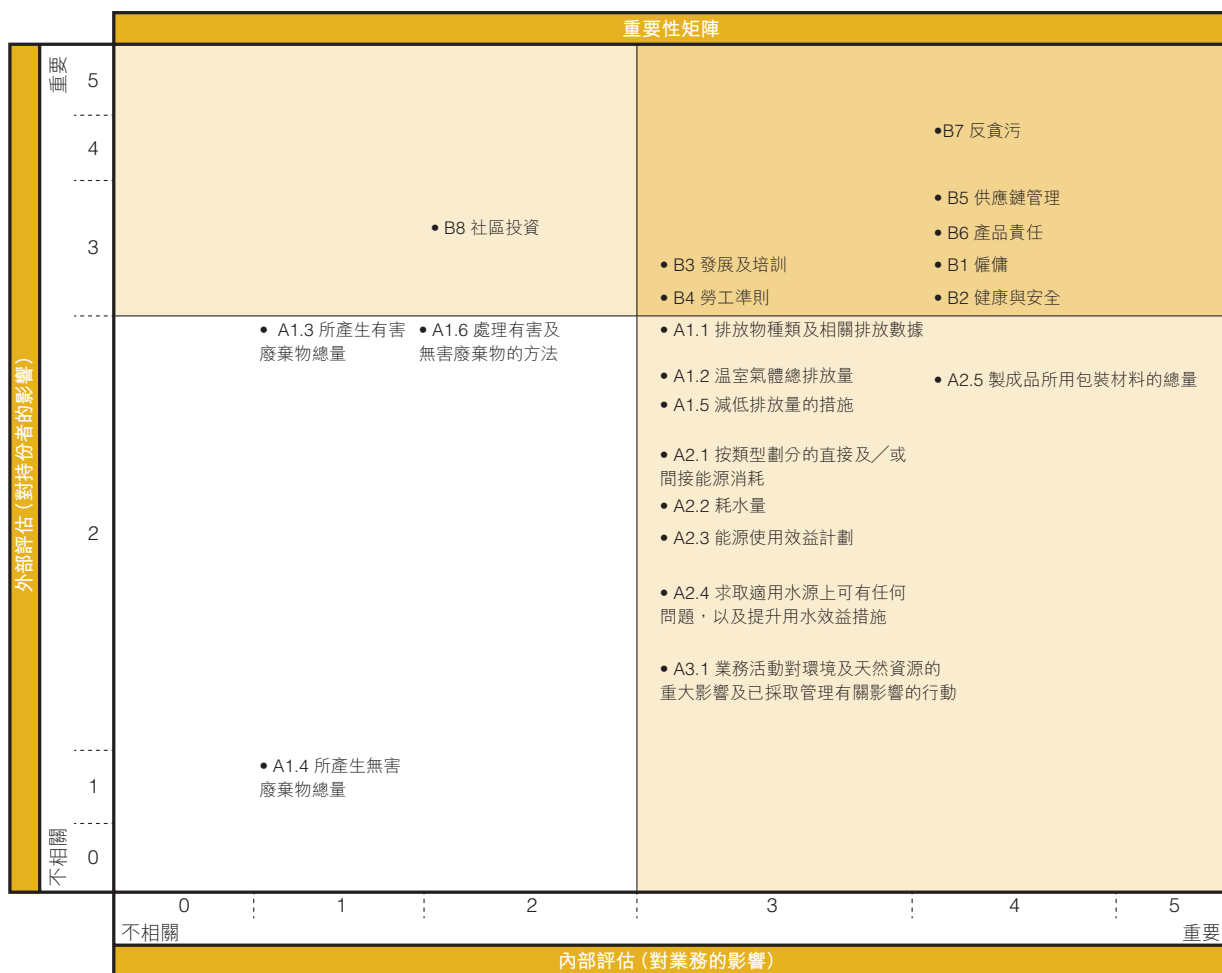 重要性矩陣
外部評估（對持份者的影響）
重要
5
4
3
2
1
0
不相關
•B7 反貪污
• B5 供應鏈管理
• B8 社區投資
• B6 產品責任
• B3 發展及培訓
• B1 僱傭
• B4 勞工準則
• B2 健康與安全
• A1.3 所產生有害
廢棄物總量
• A1.6 處理有害及
無害廢棄物的方法
• A1.1 排放物種類及相關排放數據
• A1.2 温室氣體總排放量
• A2.5 製成品所用包裝材料的總量
• A1.5 減低排放量的措施
• A2.1 按類型劃分的直接及╱或
間接能源消耗
• A2.2 耗水量
• A2.3 能源使用效益計劃
• A2.4 求取適用水源上可有任何
問題，以及提升用水效益措施
• A3.1 業務活動對環境及天然資源的
重大影響及已採取管理有關影響的行動
• A1.4 所產生無害
廢棄物總量
0 1 2 3 4 5
不相關 重要
內部評估（對業務的影響）